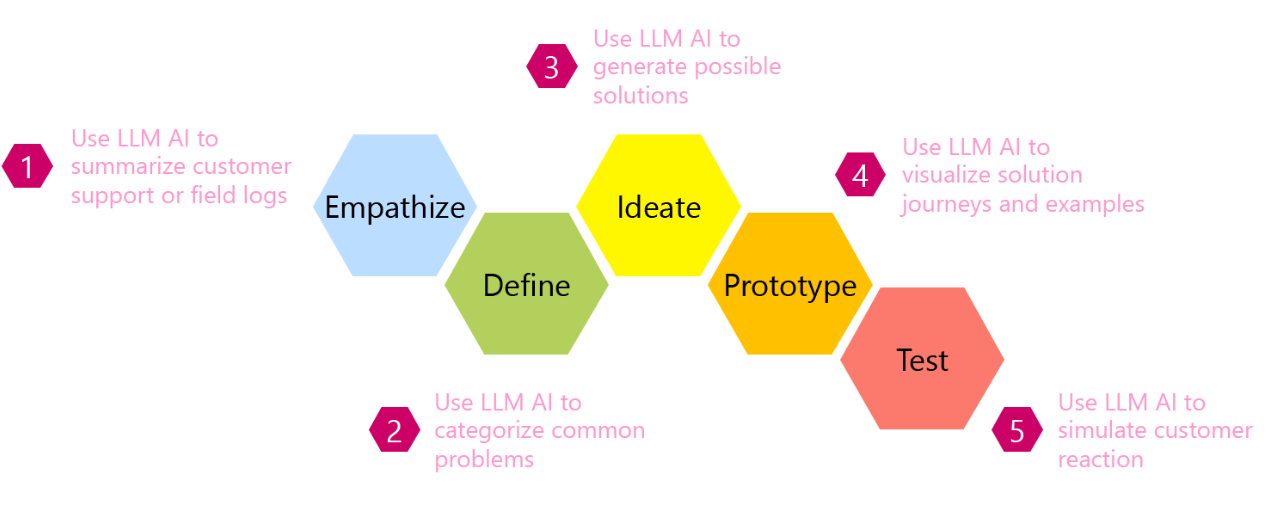 1
Use LLM AI to
summarize customer
support or field logs
Empathize
2
Use LLM AI to
categorize common
problems
Define
3
Use LLM AI to
generate possible
solutions
Ideate
4
Use LLM AI to
visualize solution
journeys and examples
Prototype
5
Use LLM AI to
simulate customer
reaction
Test